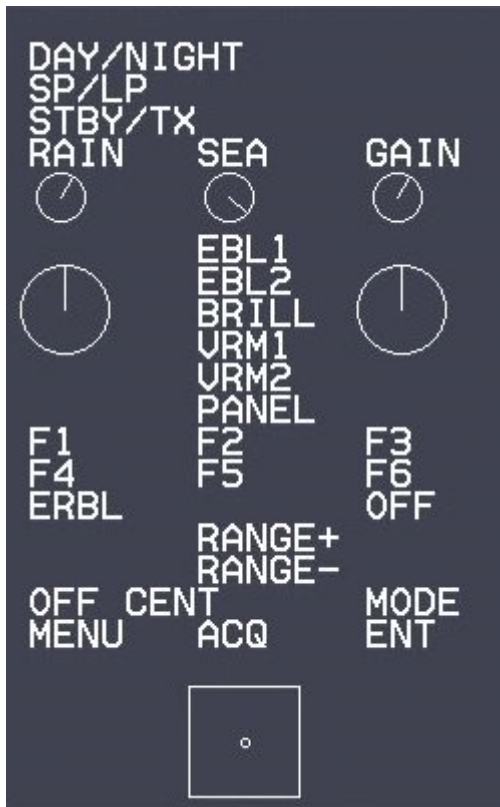 DAY/NIGHT
SP/LP
STBY/TX
RAIN SEA GAIN
EBL1
EBL2
BRILL
VRM1
VRM2
PANEL
F1 F2 F3
F4 F5 F6
ERBL OFF
RANGE+
RANGE-
OFF CENT MODE
MENU ACQ ENT